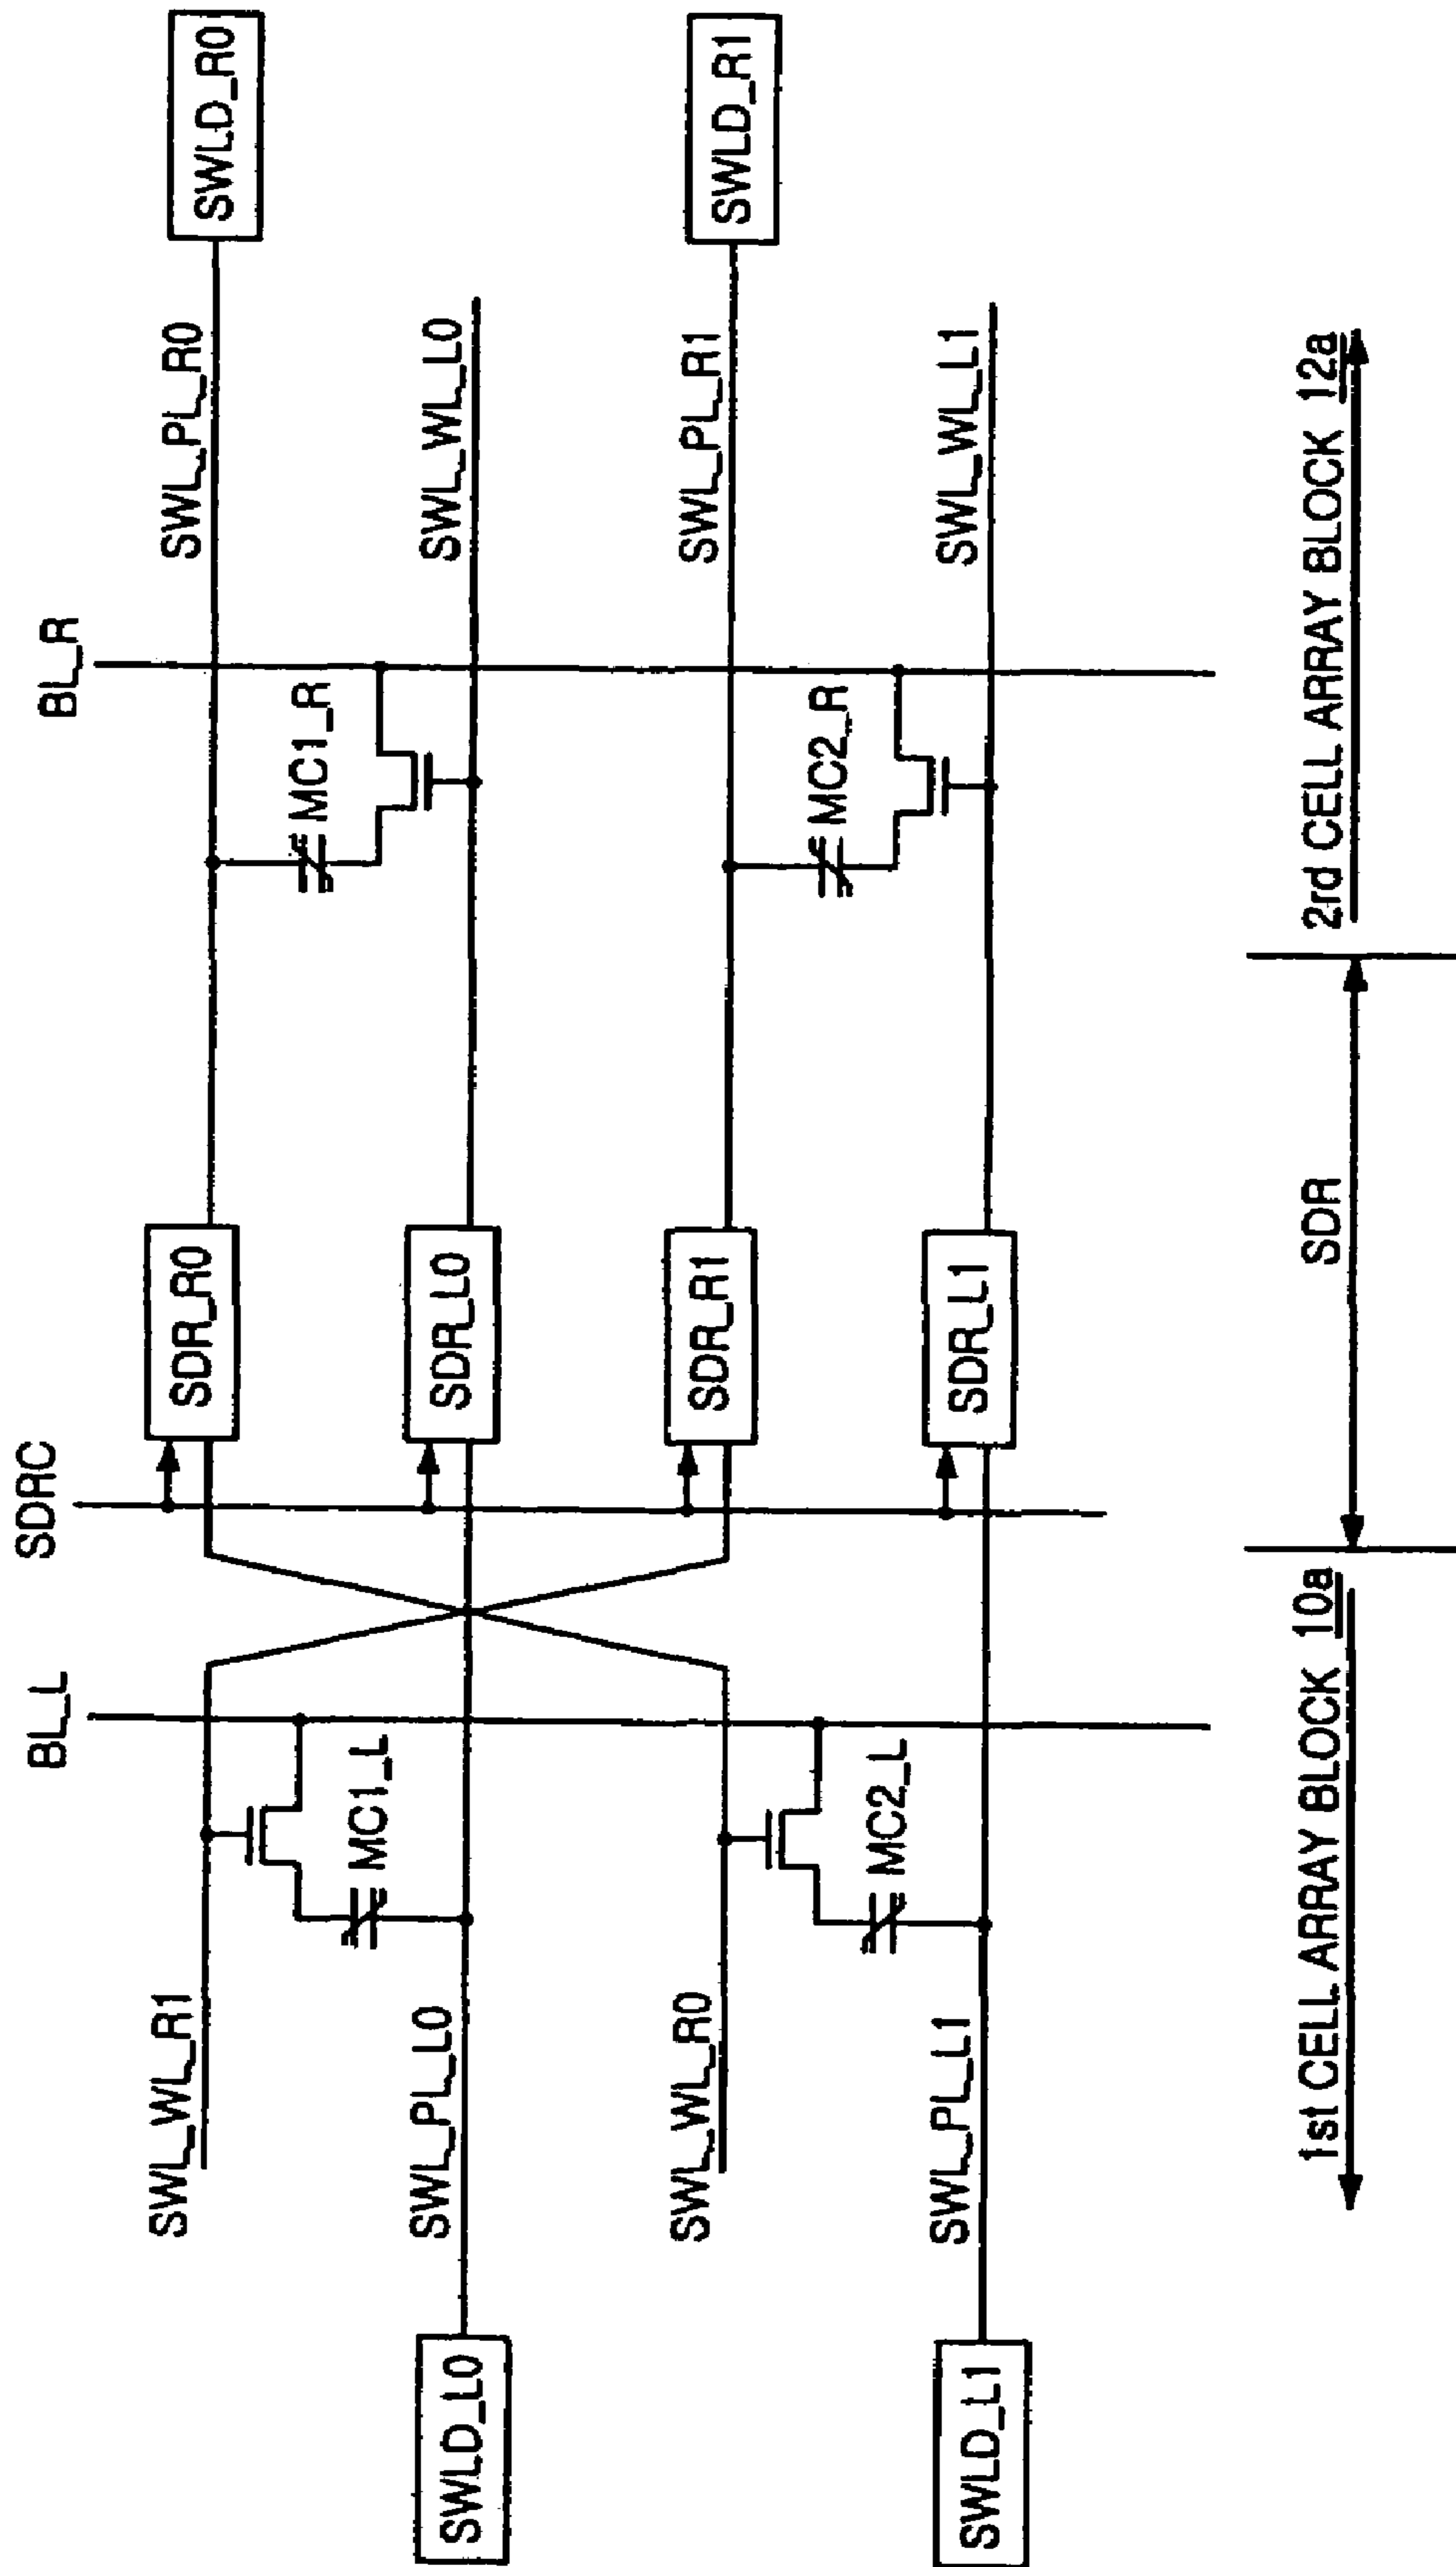 BL_L
SDRC
BL_R
SWL_WL_R1
MC1_L
SDR_R0
MC1_R
SWL_PL_R0
SWLD_R0
SWLD_L0
SWL_PL_L0
SDR_L0
SWL_WL_L0
SWL_WL_R0
MC2_L
SDR_R1
MC2_R
SWL_PL_R1
SWLD_R1
SWLD_L1
SWL_PL_L1
SDR_L1
SWL_WL_L1
1st CELL ARRAY BLOCK 10a
SDR
2rd CELL ARRAY BLOCK 12a